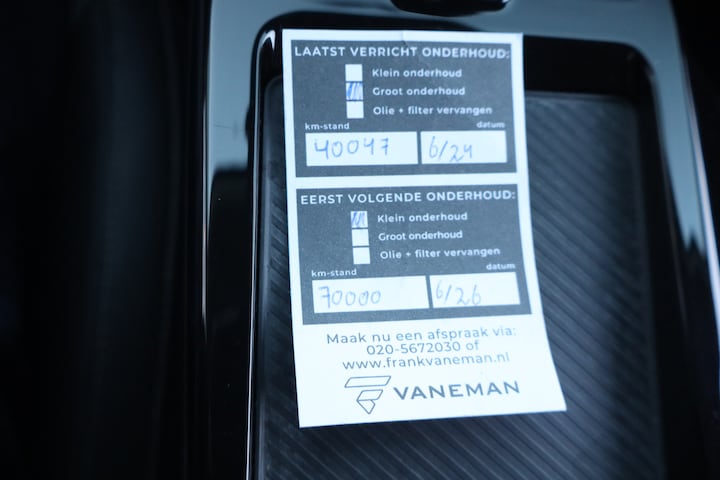 LAATST VERRICHT ONDERHOUD:
Klein onderhoud
Groot onderhoud
Olie + filter vervangen
km-stand datum
40047 6/24
EERST VOLGENDE ONDERHOUD:
Klein onderhoud
Groot onderhoud
Olie + filter vervangen
km-stand datum
70000 6/26
Maak nu een afspraak via:
020-5672030 of
www.frankvaneman.nl
VANEMAN